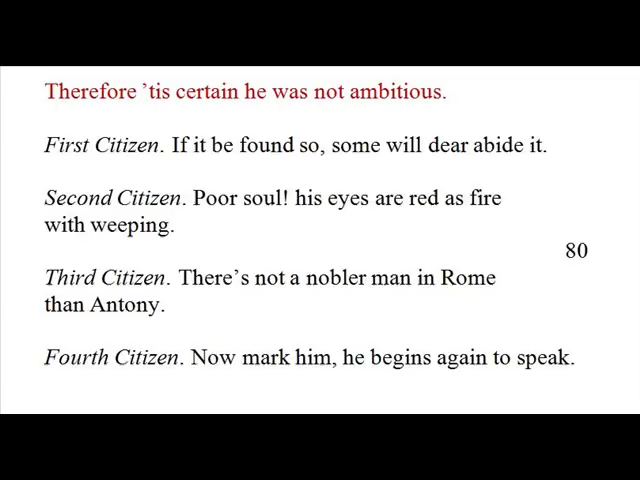 Therefore ’tis certain he was not ambitious.
First Citizen. If it be found so, some will dear abide it.
Second Citizen. Poor soul! his eyes are red as fire
with weeping.
80
Third Citizen. There’s not a nobler man in Rome
than Antony.
Fourth Citizen. Now mark him, he begins again to speak.